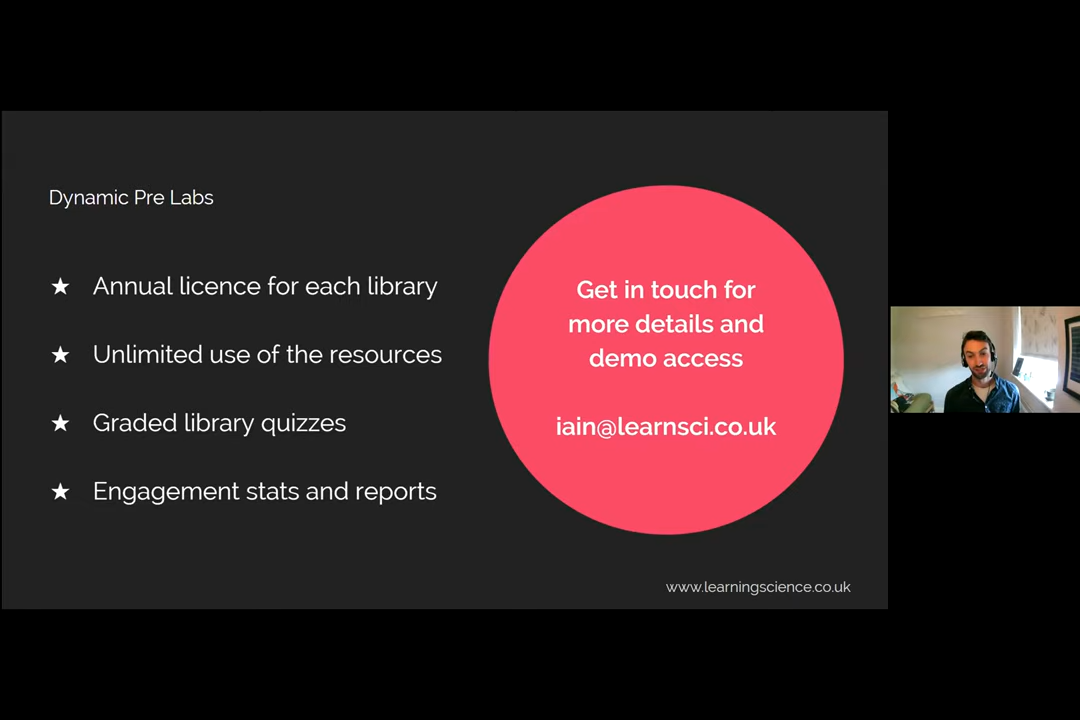 Dynamic Pre Labs
★ Annual licence for each library
★ Unlimited use of the resources
★ Graded library quizzes
★ Engagement stats and reports
Get in touch for
more details and
demo access
iain@learnsci.co.uk
www.learningscience.co.uk